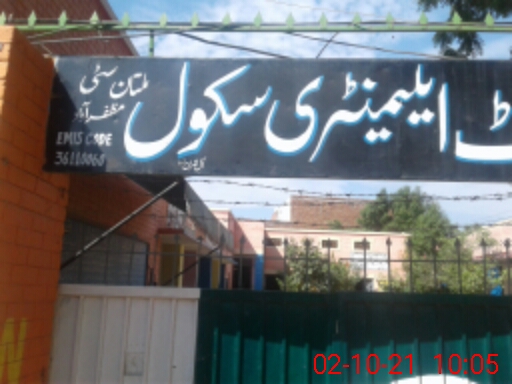 ٹ ایلیمنٹری سکول
ملتان سٹی
مظفرآباد
EMIS CODE
36110060
02-10-21 10:05